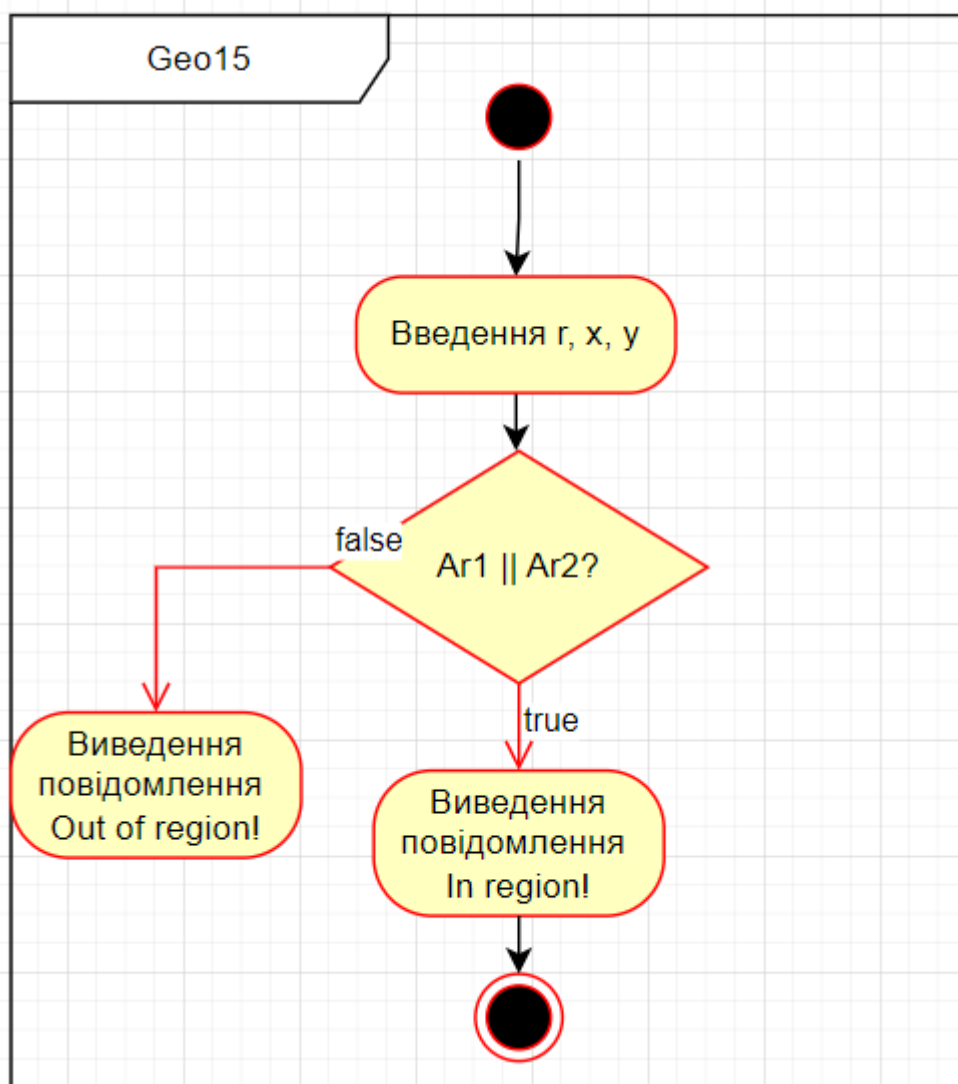 Geo15
Введення r, x, y
false
Ar1 || Ar2?
true
Виведення
повідомлення
Out of region!
Виведення
повідомлення
In region!